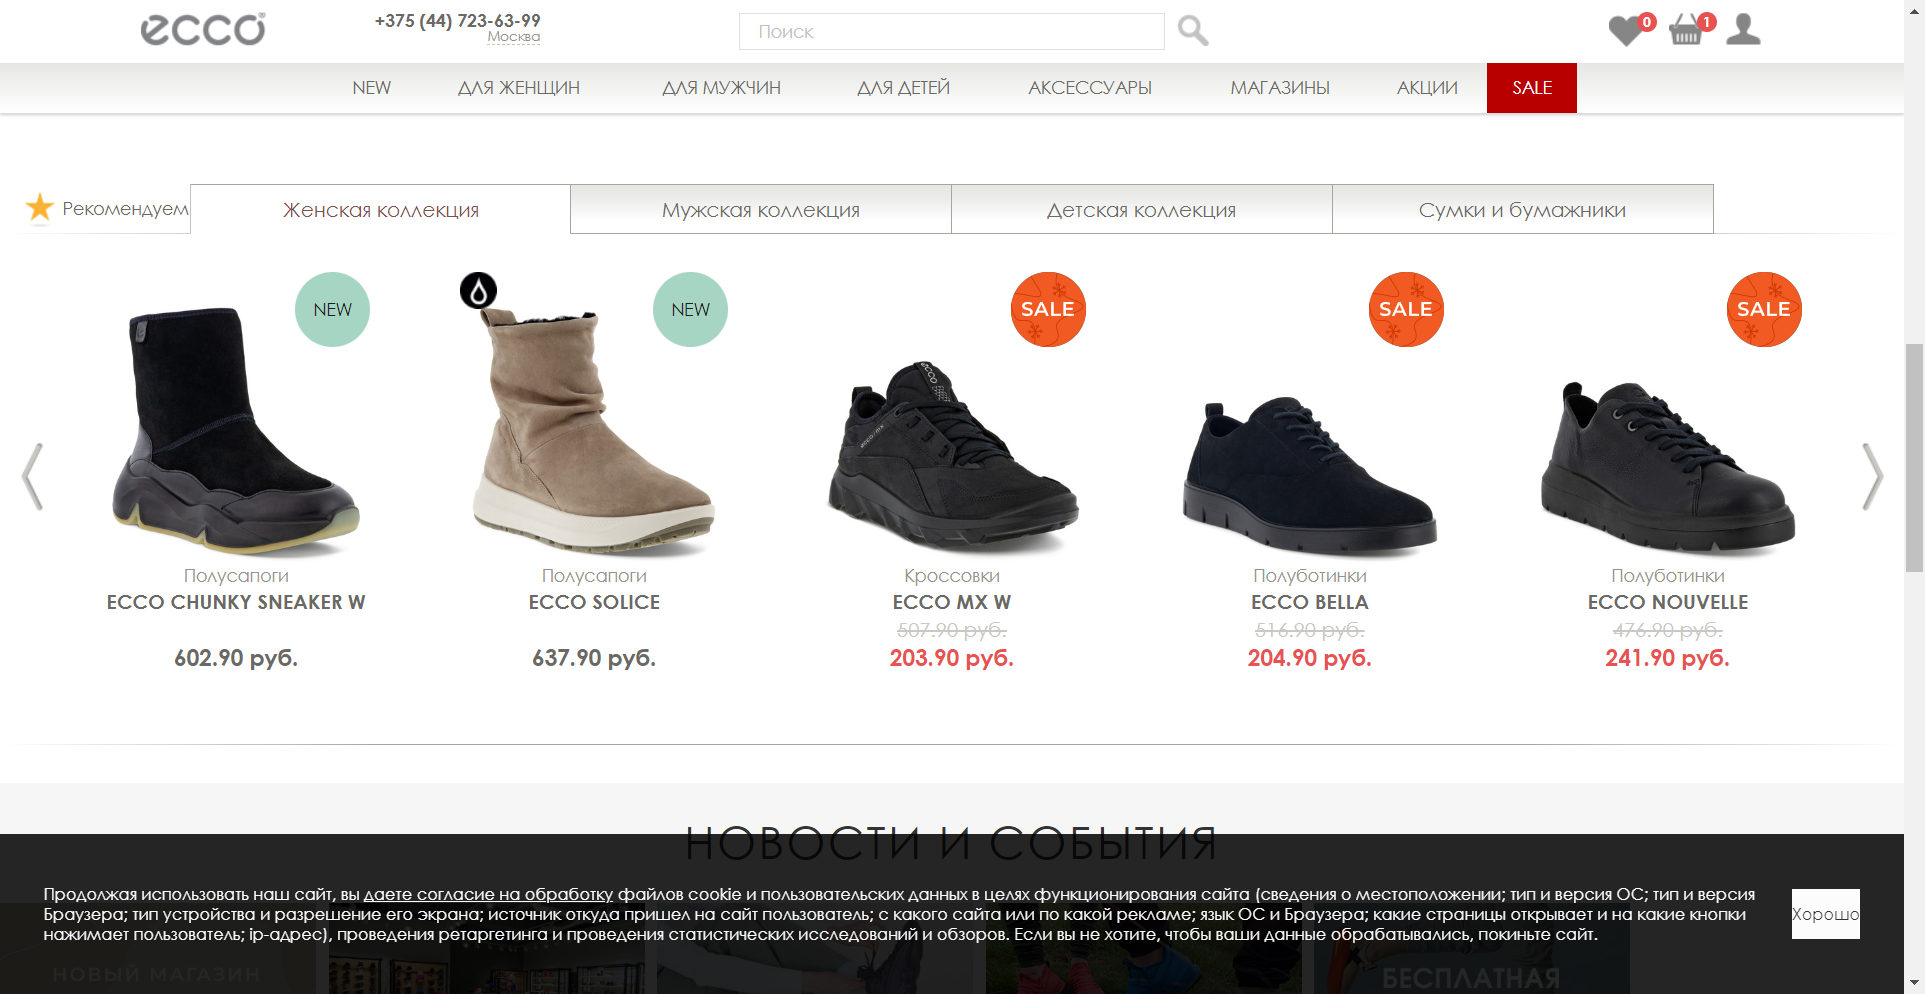 ecco
+375 (44) 723-63-99
Москва
Поиск
0
1
NEW
ДЛЯ ЖЕНЩИН
ДЛЯ МУЖЧИН
ДЛЯ ДЕТЕЙ
АКСЕССУАРЫ
МАГАЗИНЫ
АКЦИИ
SALE
Рекомендуем
Женская коллекция
Мужская коллекция
Детская коллекция
Сумки и бумажники
NEW
NEW
SALE
SALE
SALE
Полусапоги
ECCO CHUNKY SNEAKER W
602.90 руб.
Полусапоги
ECCO SOLICE
637.90 руб.
Кроссовки
ECCO MX W
507.90 руб.
203.90 руб.
Полуботинки
ECCO BELLA
516.90 руб.
204.90 руб.
Полуботинки
ECCO NOUVELLE
476.90 руб.
241.90 руб.
НОВОСТИ И СОБЫТИЯ
Продолжая использовать наш сайт, вы даете согласие на обработку файлов cookie и пользовательских данных в целях функционирования сайта (сведения о местоположении; тип и версия ОС; тип и версия
Браузера; тип устройства и разрешение его экрана; источник откуда пришел на сайт пользователь; с какого сайта или по какой рекламе; язык ОС и Браузера; какие страницы открывает и на какие кнопки
нажимает пользователь; ip-адрес), проведения ретаргетинга и проведения статистических исследований и обзоров. Если вы не хотите, чтобы ваши данные обрабатывались, покиньте сайт.
Хорошо
НОВЫЙ МАГАЗИН
БЕСПЛАТНАЯ